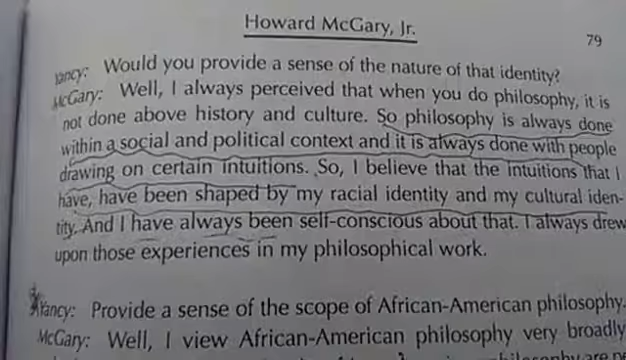 Howard McGary, Jr.
79
Yancy: Would you provide a sense of the nature of that identity?
McGary: Well, I always perceived that when you do philosophy, it is
not done above history and culture. So philosophy is always done
within a social and political context and it is always done with people
drawing on certain intuitions. So, I believe that the intuitions that I
have, have been shaped by my racial identity and my cultural iden-
tity. And I have always been self-conscious about that. I always drew
upon those experiences in my philosophical work.
Yancy: Provide a sense of the scope of African-American philosophy.
McGary: Well, I view African-American philosophy very broadly